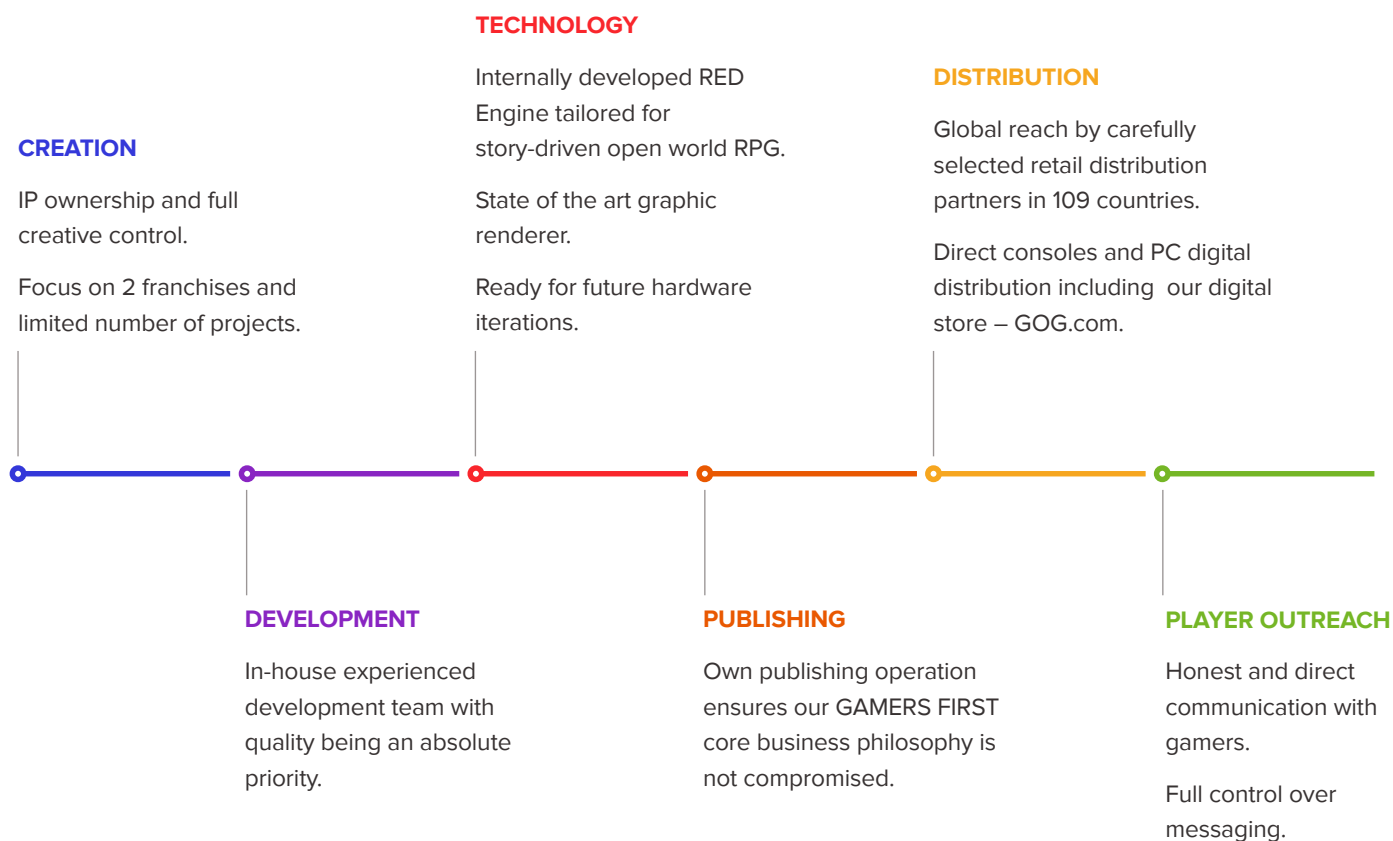 CREATION
IP ownership and full
creative control.
Focus on 2 franchises and
limited number of projects.
DEVELOPMENT
In-house experienced
development team with
quality being an absolute
priority.
TECHNOLOGY
Internally developed RED
Engine tailored for
story-driven open world RPG.
State of the art graphic
renderer.
Ready for future hardware
iterations.
PUBLISHING
Own publishing operation
ensures our GAMERS FIRST
core business philosophy is
not compromised.
DISTRIBUTION
Global reach by carefully
selected retail distribution
partners in 109 countries.
Direct consoles and PC digital
distribution including  our digital
store – GOG.com.
PLAYER OUTREACH
Honest and direct
communication with
gamers.
Full control over
messaging.